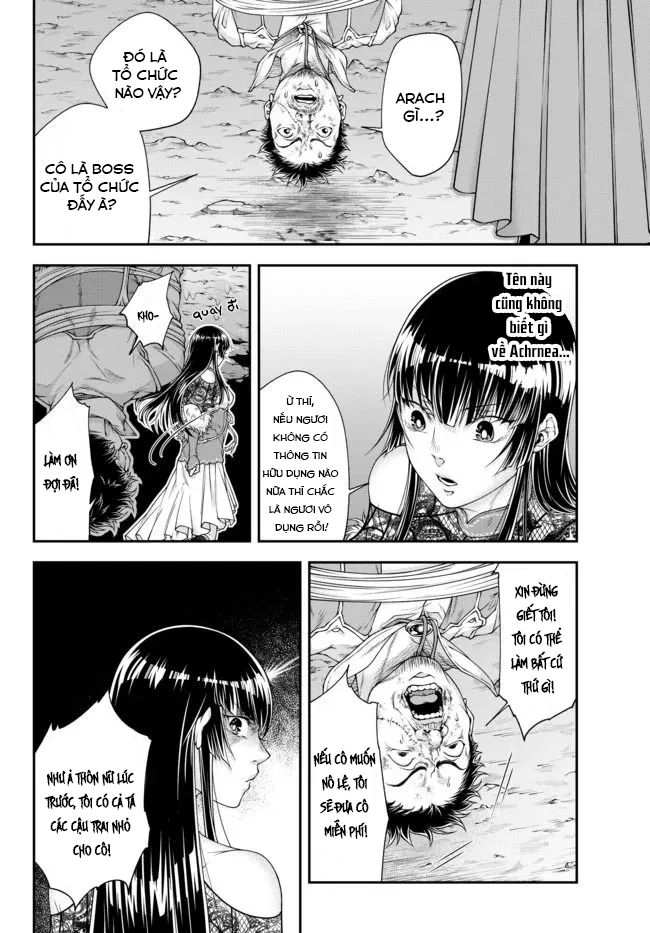 ARACH
GÌ...?
ĐÓ LÀ
TỔ CHỨC
NÀO VẬY?
CÔ LÀ BOSS
CỦA TỔ CHỨC
ĐẤY À?
Tên này
cũng không
biết gì
về Achrnea...
Ừ THÌ,
NẾU NGƯƠI
KHÔNG CÓ
THÔNG TIN
HỮU DỤNG NÀO
NỮA THÌ CHẮC
LÀ NGƯƠI VÔ
DỤNG RỒI!
quay đi
KHO-
LÀM ƠN
ĐỢI ĐÃ!
XIN ĐỪNG
GIẾT TÔI!
TÔI CÓ THỂ
LÀM BẤT CỨ
THỨ GÌ!
NẾU CÔ MUỐN
NÔ LỆ, TÔI
SẼ ĐƯA CÔ
MIỄN PHÍ!
NHƯ Ả THÔN NỮ LÚC
TRƯỚC, TÔI CÓ CẢ TÁ
CÁC CẬU TRAI NHỎ
CHO CÔ!